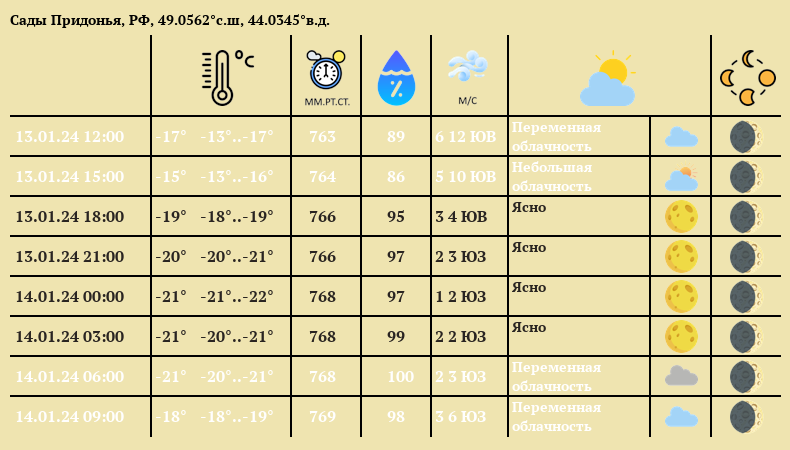 Сады Придонья, РФ, 49.0562°с.ш, 44.0345°в.д.
°C
ММ.РТ.СТ.
%
М/С
13.01.24 12:00 -17° -13°..-17° 763 89 6 12 ЮВ Переменная облачность
13.01.24 15:00 -15° -13°..-16° 764 86 5 10 ЮВ Небольшая облачность
13.01.24 18:00 -19° -18°..-19° 766 95 3 4 ЮВ Ясно
13.01.24 21:00 -20° -20°..-21° 766 97 2 3 ЮЗ Ясно
14.01.24 00:00 -21° -21°..-22° 768 97 1 2 ЮЗ Ясно
14.01.24 03:00 -21° -20°..-21° 768 99 2 2 ЮЗ Ясно
14.01.24 06:00 -21° -20°..-21° 768 100 2 3 ЮЗ Переменная облачность
14.01.24 09:00 -18° -18°..-19° 769 98 3 6 ЮЗ Переменная облачность